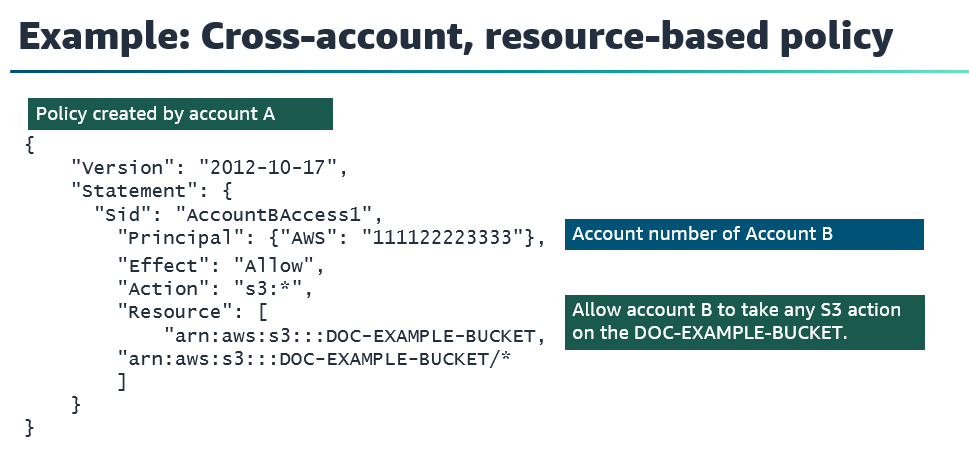 Example: Cross-account, resource-based policy
Policy created by account A
{
"Version": "2012-10-17",
"Statement": {
"Sid": "AccountBAccess1",
"Principal": {"AWS": "111122223333"},
Account number of Account B
"Effect": "Allow",
"Action": "s3:*",
"Resource": [
"arn:aws:s3:::DOC-EXAMPLE-BUCKET,
"arn:aws:s3:::DOC-EXAMPLE-BUCKET/*
]
}
}
Allow account B to take any S3 action
on the DOC-EXAMPLE-BUCKET.